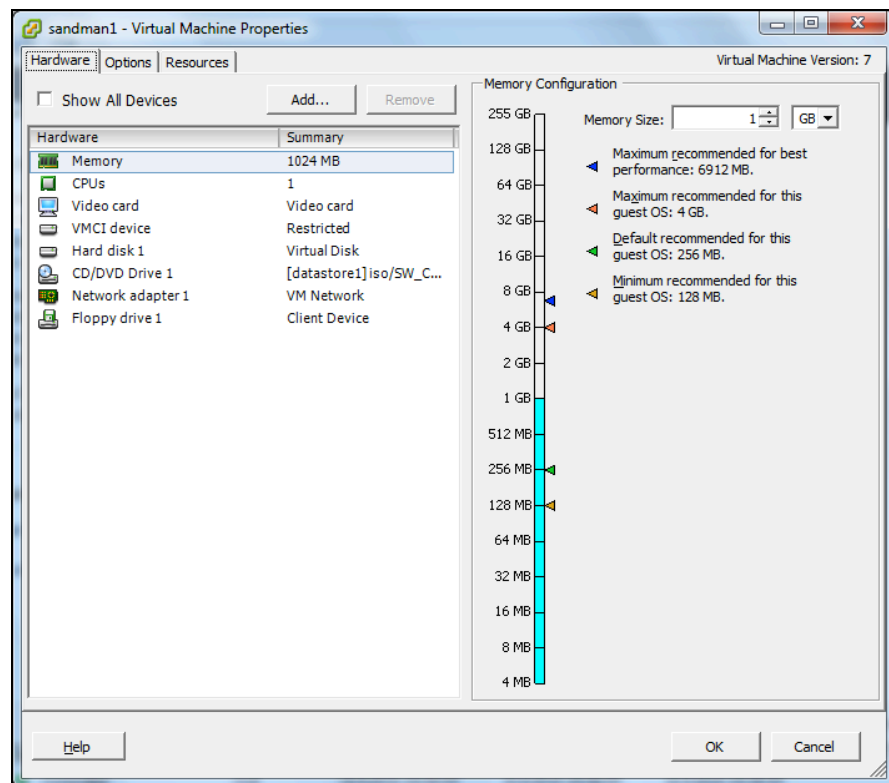 sandman1 - Virtual Machine Properties
Hardware Options Resources
Virtual Machine Version: 7
Show All Devices
Add...
Remove
Hardware Summary
Memory 1024 MB
CPUs 1
Video card Video card
VMCI device Restricted
Hard disk 1 Virtual Disk
CD/DVD Drive 1 [datastore1] iso/SW_C...
Network adapter 1 VM Network
Floppy drive 1 Client Device
Memory Configuration
255 GB
128 GB
64 GB
32 GB
16 GB
8 GB
4 GB
2 GB
1 GB
512 MB
256 MB
128 MB
64 MB
32 MB
16 MB
8 MB
4 MB
Memory Size: 1 GB
Maximum recommended for best
performance: 6912 MB.
Maximum recommended for this
guest OS: 4 GB.
Default recommended for this
guest OS: 256 MB.
Minimum recommended for this
guest OS: 128 MB.
Help
OK
Cancel